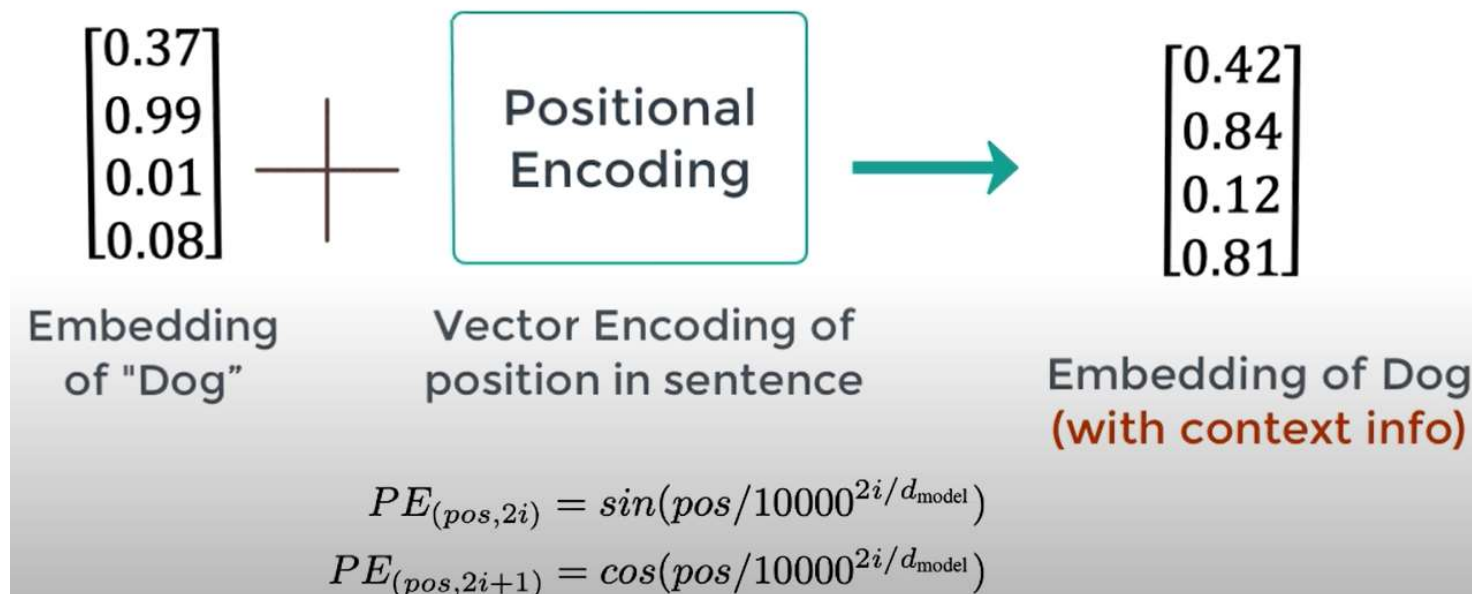 [0.37]
[0.99]
[0.01]
[0.08]
+
Positional
Encoding
→
[0.42]
[0.84]
[0.12]
[0.81]
Embedding
of "Dog”
Vector Encoding of
position in sentence
Embedding of Dog
(with context info)
PE(pos,2i) = sin(pos/10000^2i/dmodel)
PE(pos,2i+1) = cos(pos/10000^2i/dmodel)